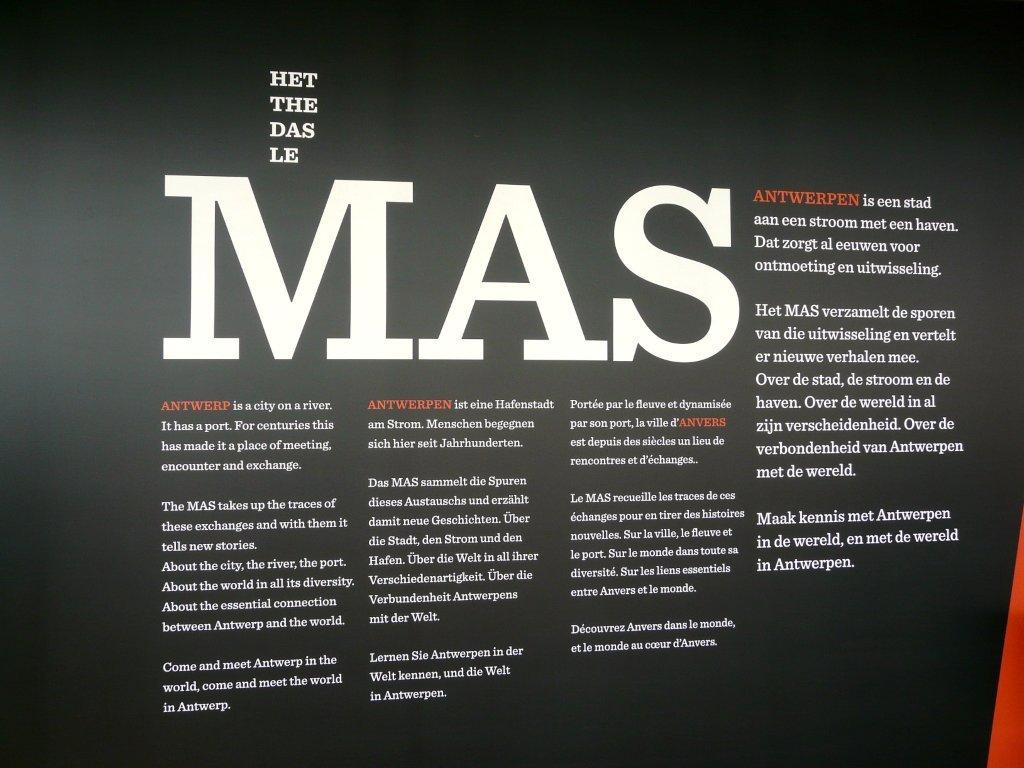 HET
THE
DAS
LE
MAS
ANTWERP is a city on a river.
It has a port. For centuries this
has made it a place of meeting,
encounter and exchange.
The MAS takes up the traces of
these exchanges and with them it
tells new stories.
About the city, the river, the port.
About the world in all its diversity.
About the essential connection
between Antwerp and the world.
Come and meet Antwerp in the
world, come and meet the world
in Antwerp.
ANTWERPEN ist eine Hafenstadt
am Strom. Menschen begegnen
sich hier seit Jahrhunderten.
Das MAS sammelt die Spuren
dieses Austauschs und erzählt
damit neue Geschichten. Über
die Stadt, den Strom und den
Hafen. Über die Welt in all ihrer
Verschiedenartigkeit. Über die
Verbundenheit Antwerpens
mit der Welt.
Lernen Sie Antwerpen in der
Welt kennen, und die Welt
in Antwerpen.
Portée par le fleuve et dynamisée
par son port, la ville d'ANVERS
est depuis des siècles un lieu de
rencontres et d'échanges..
Le MAS recueille les traces de ces
échanges pour en tirer des histoires
nouvelles. Sur la ville, le fleuve et
le port. Sur le monde dans toute sa
diversité. Sur les liens essentiels
entre Anvers et le monde.
Découvrez Anvers dans le monde,
et le monde au cœur d'Anvers.
ANTWERPEN is een stad
aan een stroom met een haven.
Dat zorgt al eeuwen voor
ontmoeting en uitwisseling.
Het MAS verzamelt de sporen
van die uitwisseling en vertelt
er nieuwe verhalen mee.
Over de stad, de stroom en de
haven. Over de wereld in al
zijn verscheidenheid. Over de
verbondenheid van Antwerpen
met de wereld.
Maak kennis met Antwerpen
in de wereld, en met de wereld
in Antwerpen.